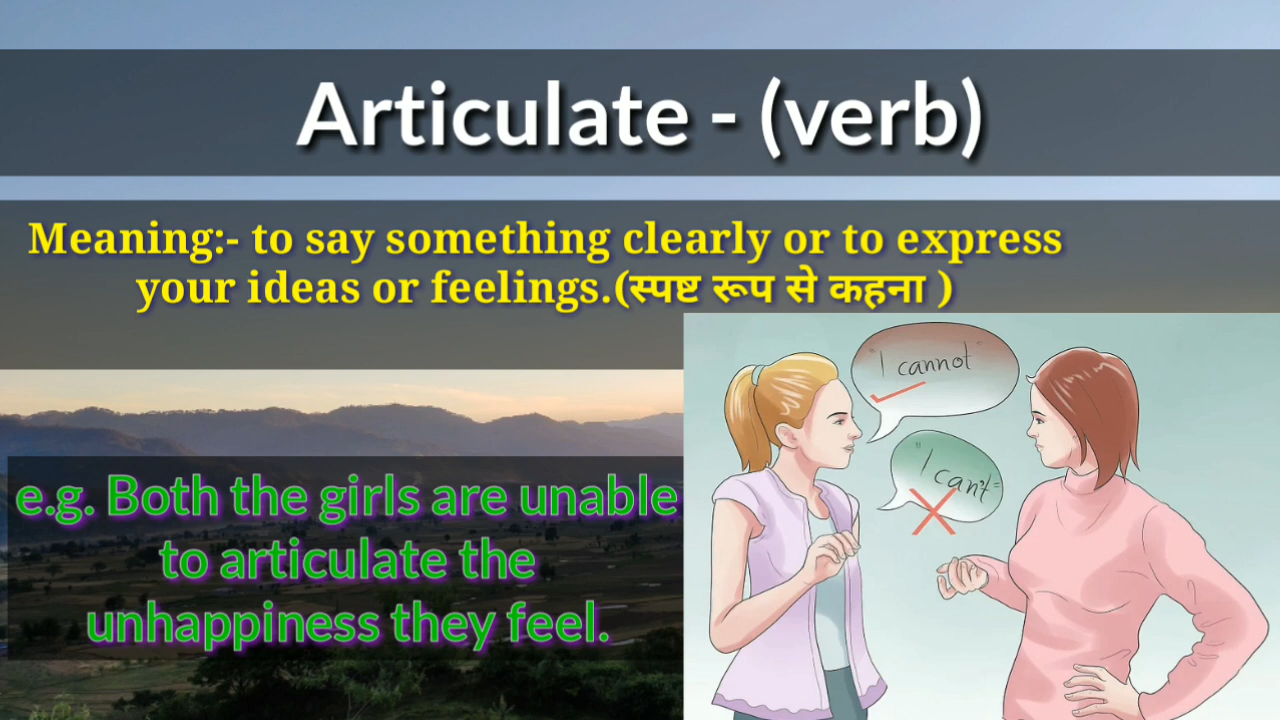 Articulate - (verb)
Meaning:- to say something clearly or to express
your ideas or feelings.(स्पष्ट रूप से कहना )
"I cannot"
"I can't"
e.g. Both the girls are unable
to articulate the
unhappiness they feel.